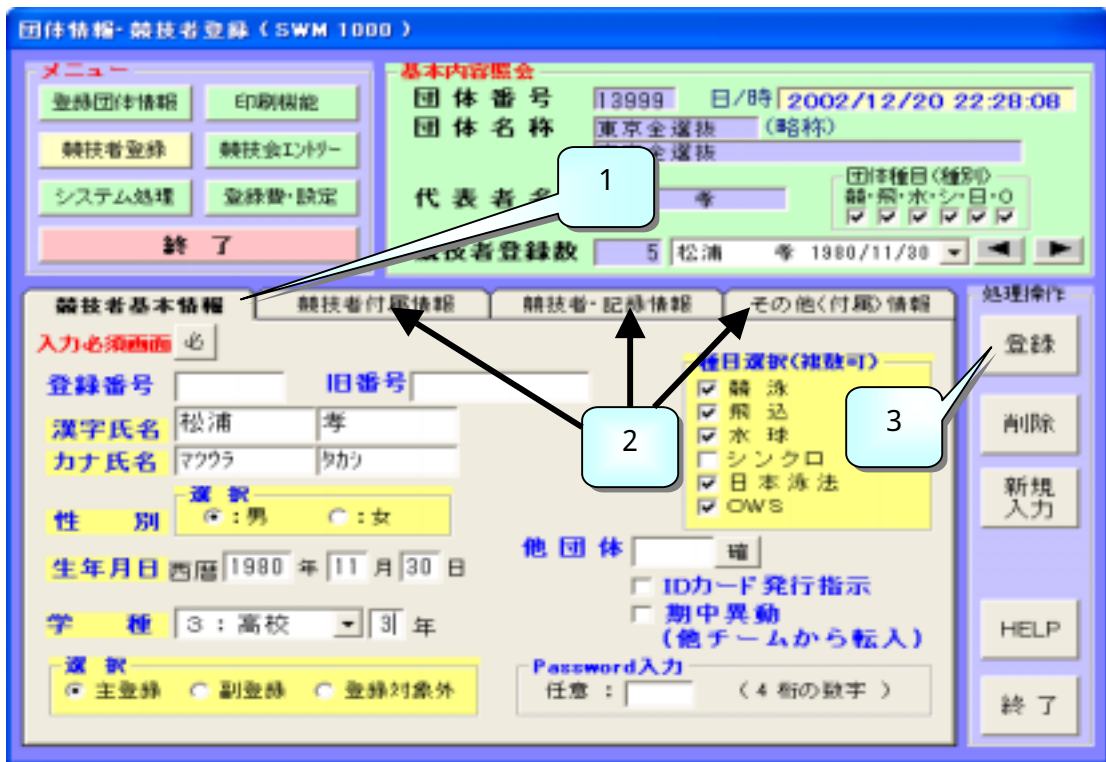 団体情報・競技者登録 ( SWM 1000 )
メニュー
登録団体情報 印刷機能
競技者登録 競技会エントリー
システム処理 登録費・設定
終 了
基本内容照会
団体番号 13999 日/時 2002/12/20 22:28:08
団体名称 東京全選抜 (略称)
全選抜
代表者名 孝
団体種目(種別)
競・飛・水・シ・日・O
競技者登録数 5 松浦 孝 1980/11/30
1
競技者基本情報 競技者付属情報 競技者・記録情報 その他(付属)情報
入力必須画面 必
登録番号 旧番号
漢字氏名 松浦 孝
カナ氏名 マツウラ タカシ
選 択
性 別 :男 :女
生年月日 西暦 1980 年 11 月 30 日
学 種 3:高校 3 年
選 択
主登録 副登録 登録対象外
種目選択(複数可)
競 泳
飛 込
水 球
シンクロ
日本泳法
OWS
2
3
他団体 確
IDカード発行指示
期中異動
(他チームから転入)
Password入力
任意: (4桁の数字)
処理操作
登録
削除
新規
入力
HELP
終 了